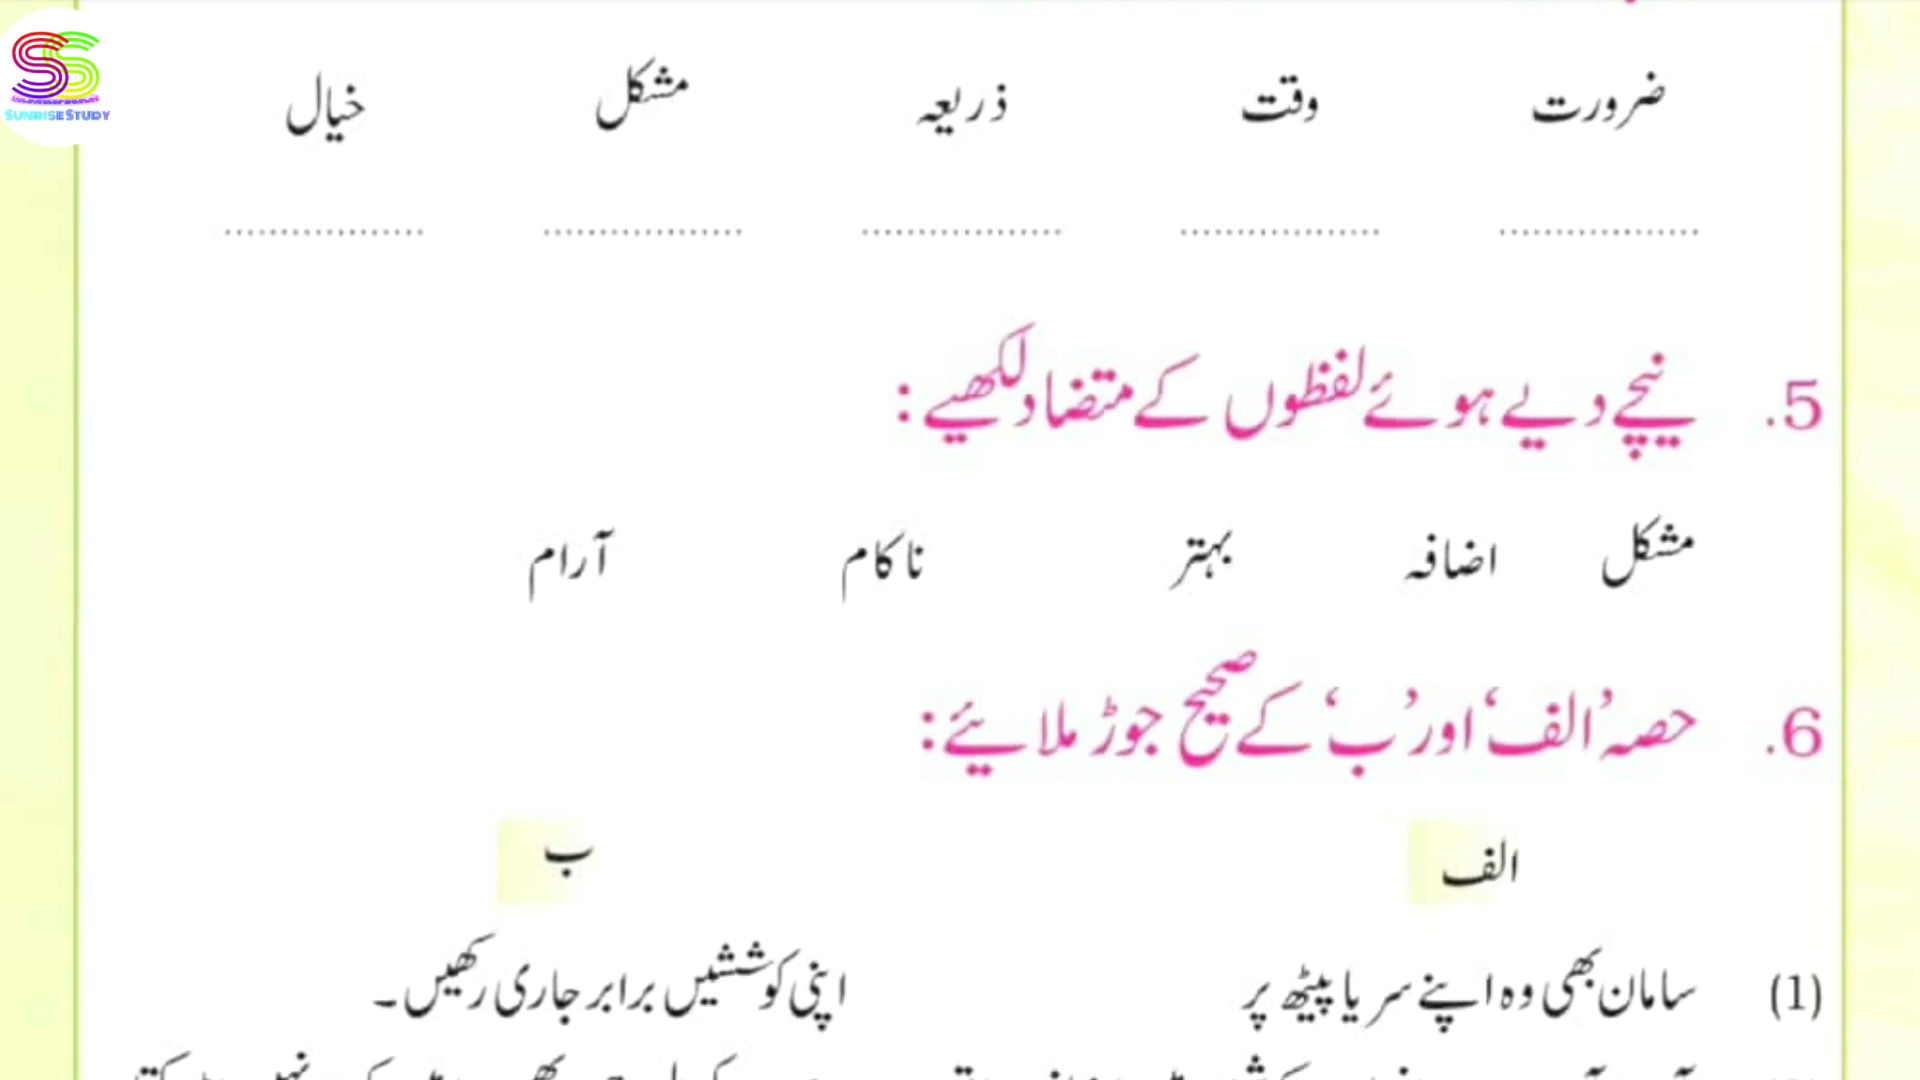 SUNRISE STUDY
ضرورت وقت ذریعہ مشکل خیال
........................ ........................ ........................ ........................ ........................
5. نیچے دیے ہوئے لفظوں کے متضاد لکھیے:
مشکل اضافہ بہتر ناکام آرام
6. حصہ ’الف‘ اور ’ب‘ کے صحیح جوڑ ملایئے:
الف ب
(1) سامان بھی وہ اپنے سر یا پیٹھ پر اپنی کوششیں برابر جاری رکھیں۔